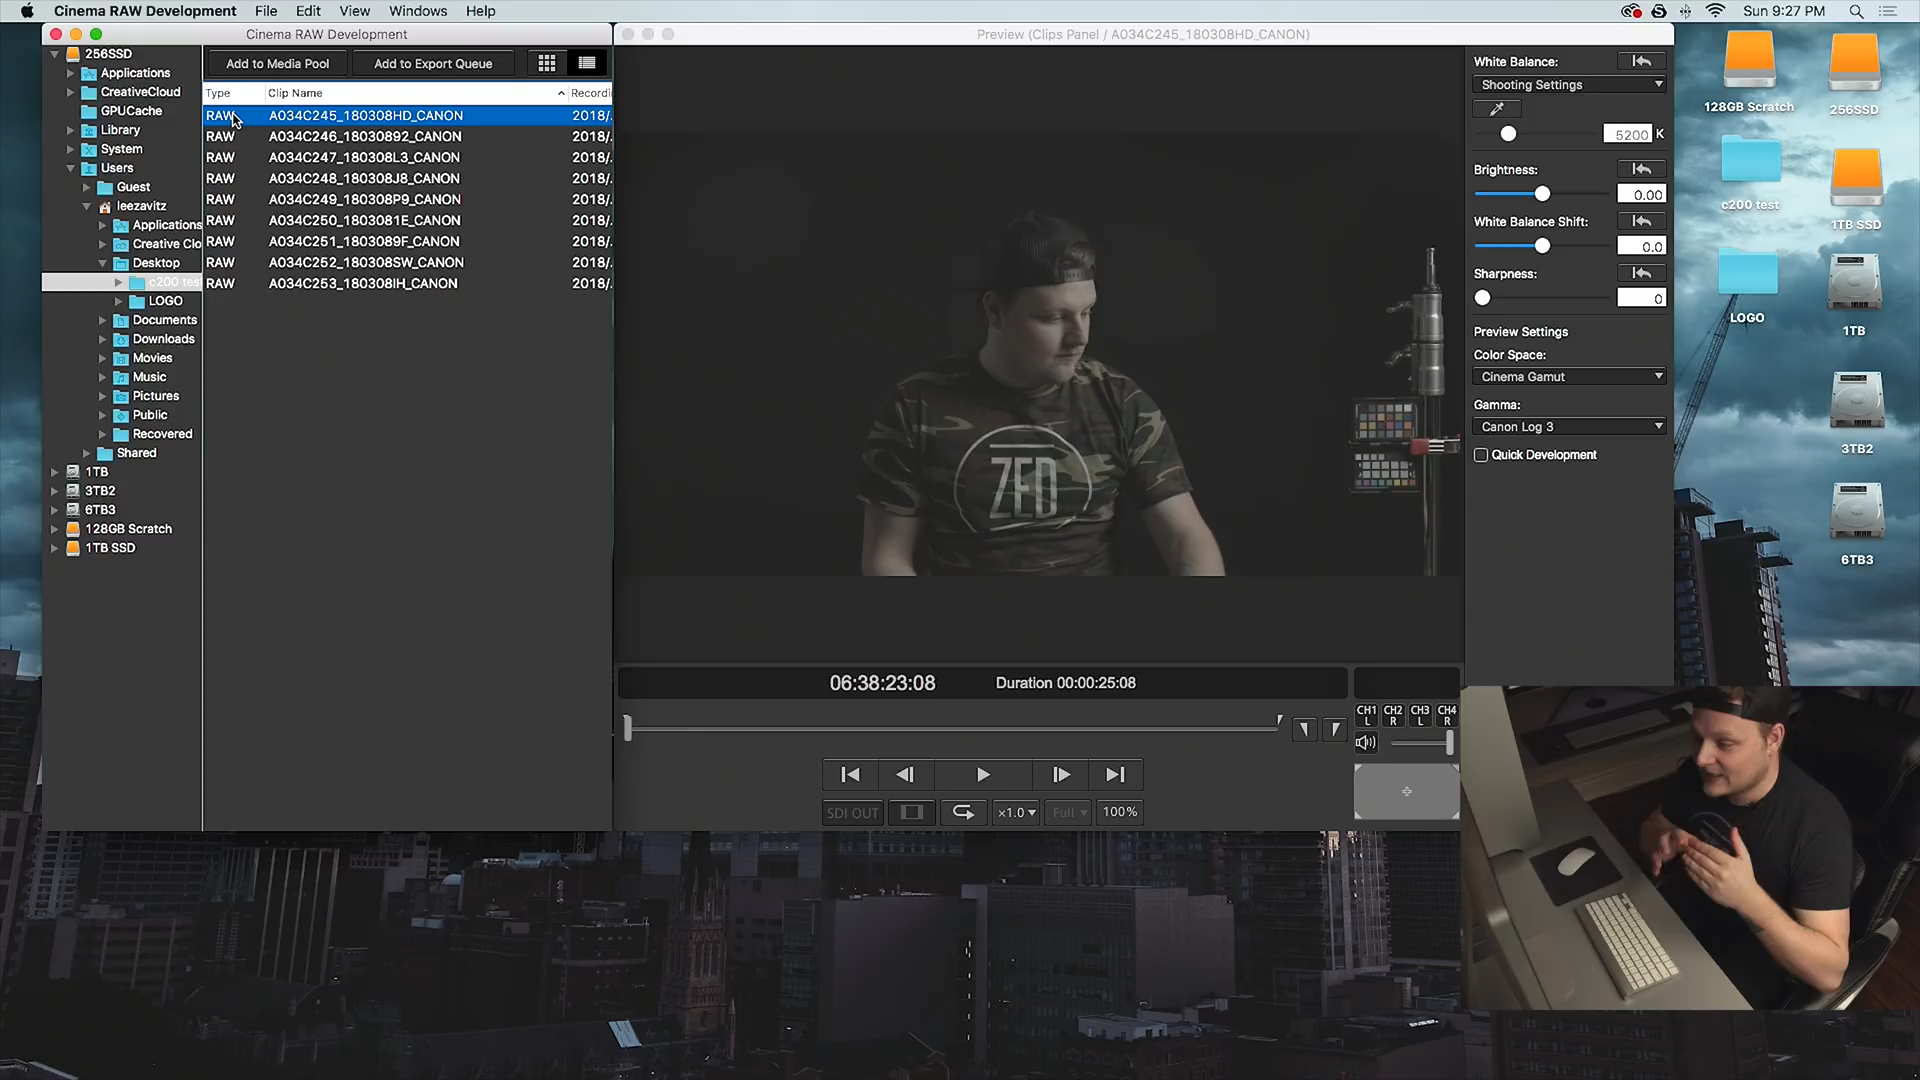 Cinema RAW Development File Edit View Windows Help
Sun 9:27 PM
Cinema RAW Development
256SSD
Applications
CreativeCloud
GPUCache
Library
System
Users
Guest
leezavitz
Applications
Creative Clo
Desktop
c200 test
LOGO
Documents
Downloads
Movies
Music
Pictures
Public
Recovered
Shared
1TB
3TB2
6TB3
128GB Scratch
1TB SSD
Add to Media Pool Add to Export Queue
Type Clip Name Recordi
RAW A034C245_180308HD_CANON 2018/.
RAW A034C246_18030892_CANON 2018/.
RAW A034C247_180308L3_CANON 2018/.
RAW A034C248_180308J8_CANON 2018/.
RAW A034C249_180308P9_CANON 2018/.
RAW A034C250_1803081E_CANON 2018/.
RAW A034C251_1803089F_CANON 2018/.
RAW A034C252_180308SW_CANON 2018/.
RAW A034C253_180308IH_CANON 2018/.
Preview (Clips Panel / A034C245_180308HD_CANON)
ZED
06:38:23:08 Duration 00:00:25:08
CH1 CH2 CH3 CH4
L R L R
SDI OUT ×1.0 Full 100%
White Balance:
Shooting Settings
5200 K
Brightness:
0.00
White Balance Shift:
0.0
Sharpness:
0
Preview Settings
Color Space:
Cinema Gamut
Gamma:
Canon Log 3
Quick Development
128GB Scratch
256SSD
c200 test
1TB SSD
LOGO
1TB
3TB2
6TB3